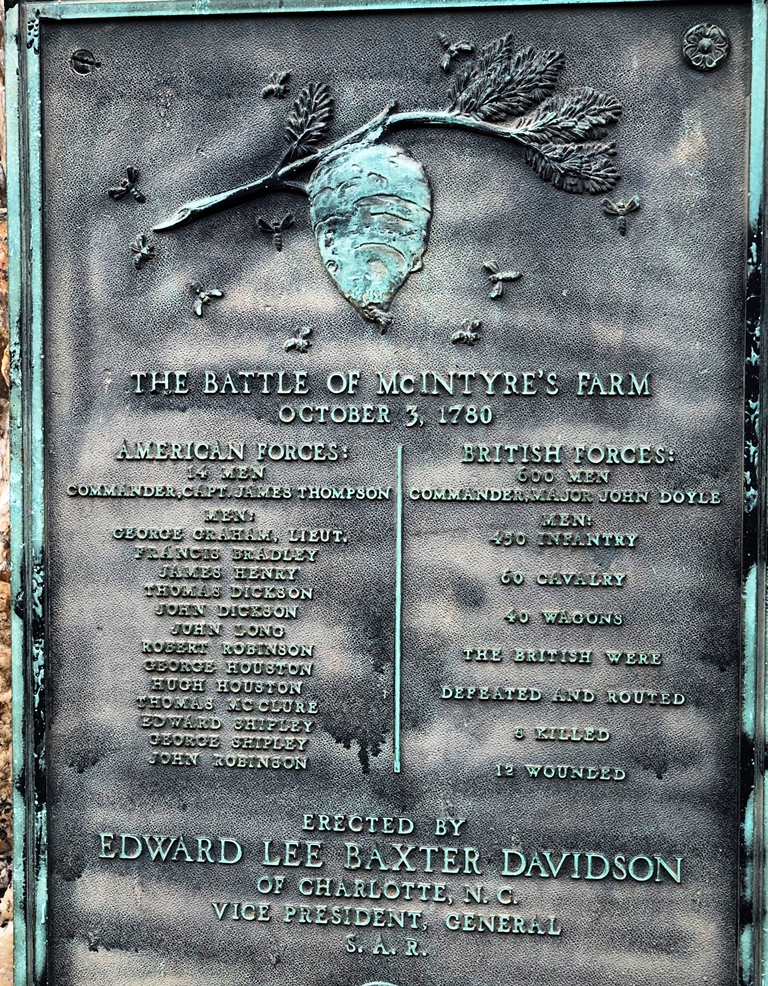 THE BATTLE OF McINTYRE'S FARM
OCTOBER 3, 1780
AMERICAN FORCES:
14 MEN
COMMANDER, CAPT. JAMES THOMPSON
MEN:
GEORGE GRAHAM, LIEUT.
FRANCIS BRADLEY
JAMES HENRY
THOMAS DICKSON
JOHN DICKSON
JOHN LONG
ROBERT ROBINSON
GEORGE HOUSTON
HUGH HOUSTON
THOMAS McCLURE
EDWARD SHIPLEY
GEORGE SHIPLEY
JOHN ROBINSON
BRITISH FORCES:
600 MEN
COMMANDER, MAJOR JOHN DOYLE
MEN:
450 INFANTRY
60 CAVALRY
40 WAGONS
THE BRITISH WERE
DEFEATED AND ROUTED
8 KILLED
12 WOUNDED
ERECTED BY
EDWARD LEE BAXTER DAVIDSON
OF CHARLOTTE, N. C.
VICE PRESIDENT, GENERAL
S. A. R.